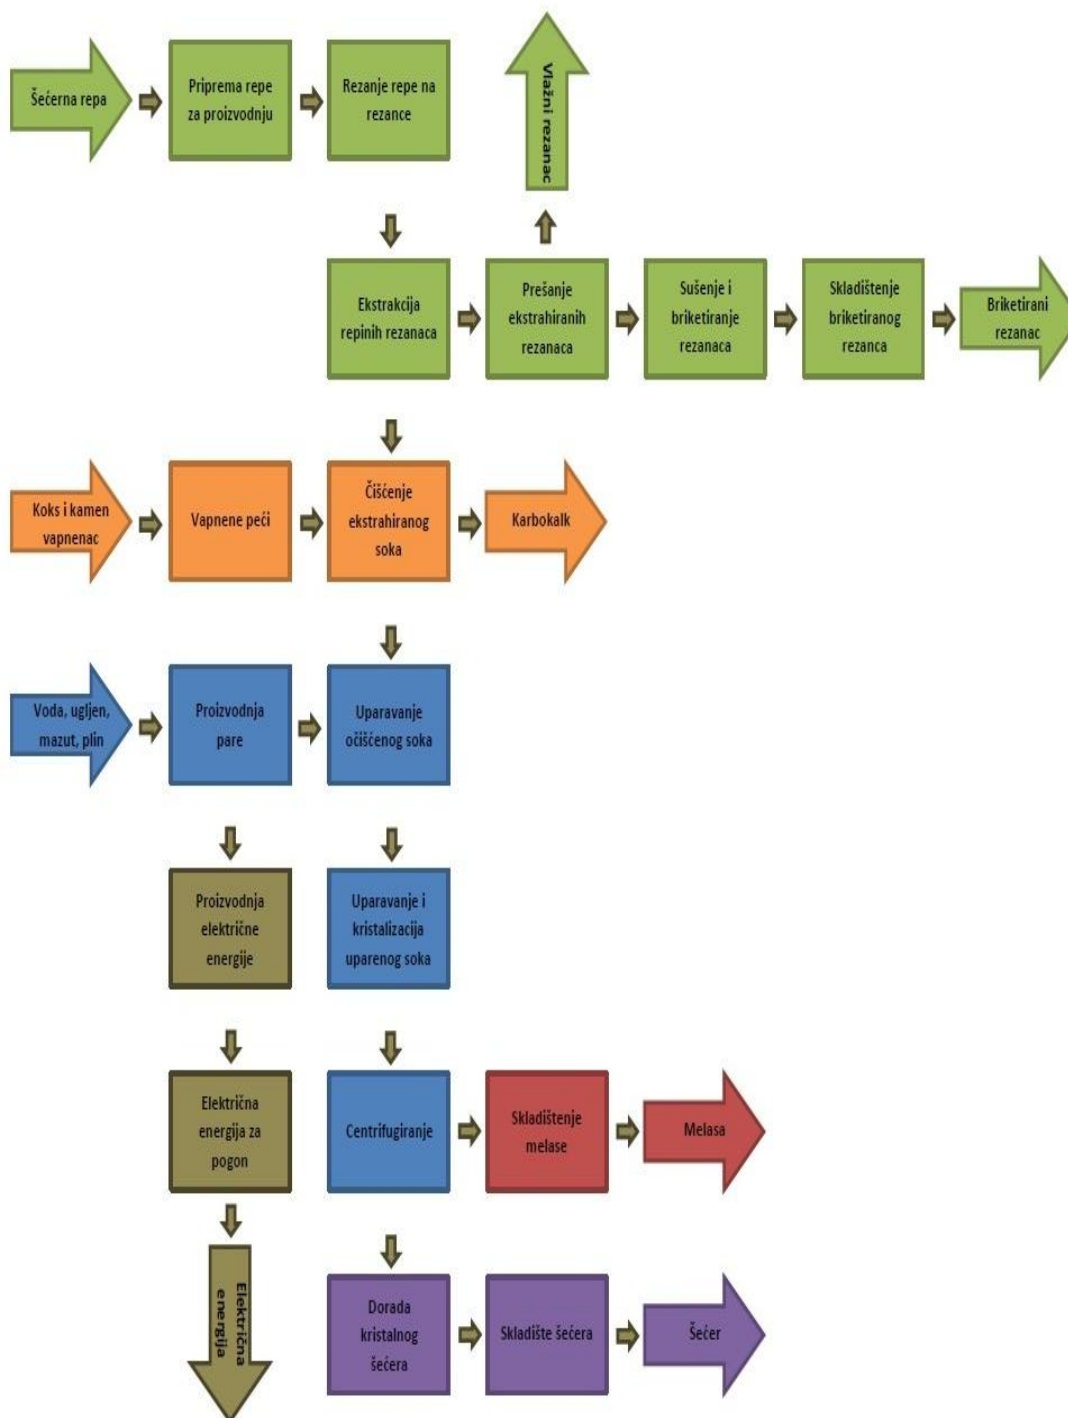 Šećerna repa
Priprema repe
za proizvodnju
Rezanje repe na
rezance
Vlažni rezanac
Ekstrakcija
repinih rezanaca
Prešanje
ekstrahiranih
rezanaca
Sušenje i
briketiranje
rezanaca
Skladištenje
briketiranog
rezanca
Briketirani
rezanac
Koks i kamen
vapnenac
Vapnene peći
Čišćenje
ekstrahiranog
soka
Karbokalk
Voda, ugljen,
mazut, plin
Proizvodnja
pare
Uparavanje
očišćenog soka
Proizvodnja
električne
energije
Uparavanje i
kristalizacija
uparenog soka
Električna
energija za
pogon
Centrifugiranje
Skladištenje
melase
Melasa
Električna
energija
Dorada
kristalnog
šećera
Skladište šećera
Šećer